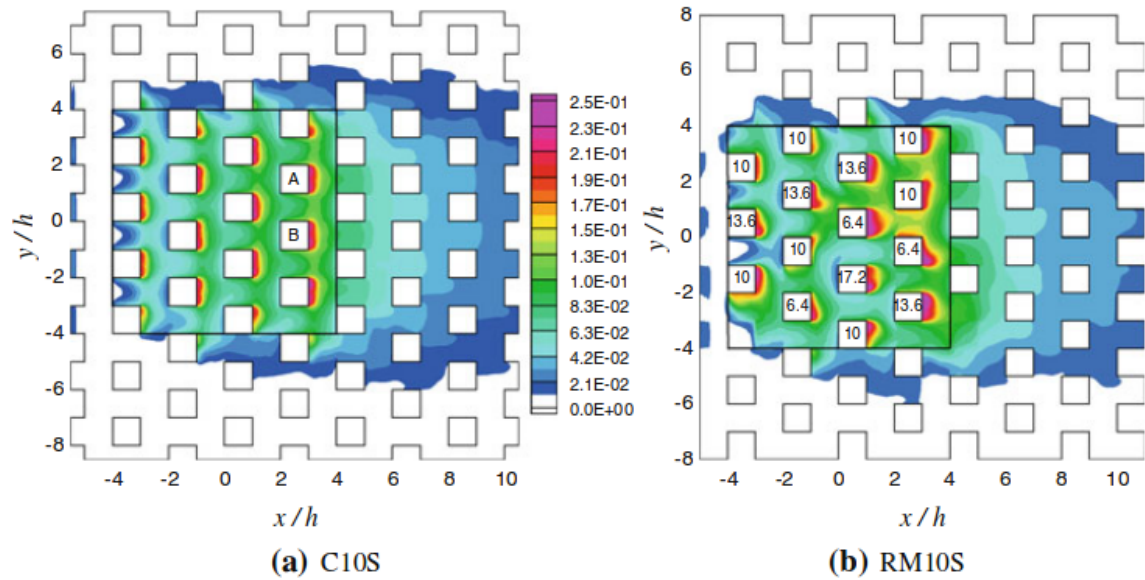 6
4
2
0
-2
-4
-6
-8
y / h
A
B
-4 -2 0 2 4 6 8 10
x / h
(a) C10S
2.5E-01
2.3E-01
2.1E-01
1.9E-01
1.7E-01
1.5E-01
1.3E-01
1.0E-01
8.3E-02
6.3E-02
4.2E-02
2.1E-02
0.0E+00
8
6
4
2
0
-2
-4
-6
-8
y / h
10 10
10 13.6
13.6 10
13.6 6.4
10 6.4
10 17.2
6.4 13.6
10
-4 -2 0 2 4 6 8 10
x / h
(b) RM10S